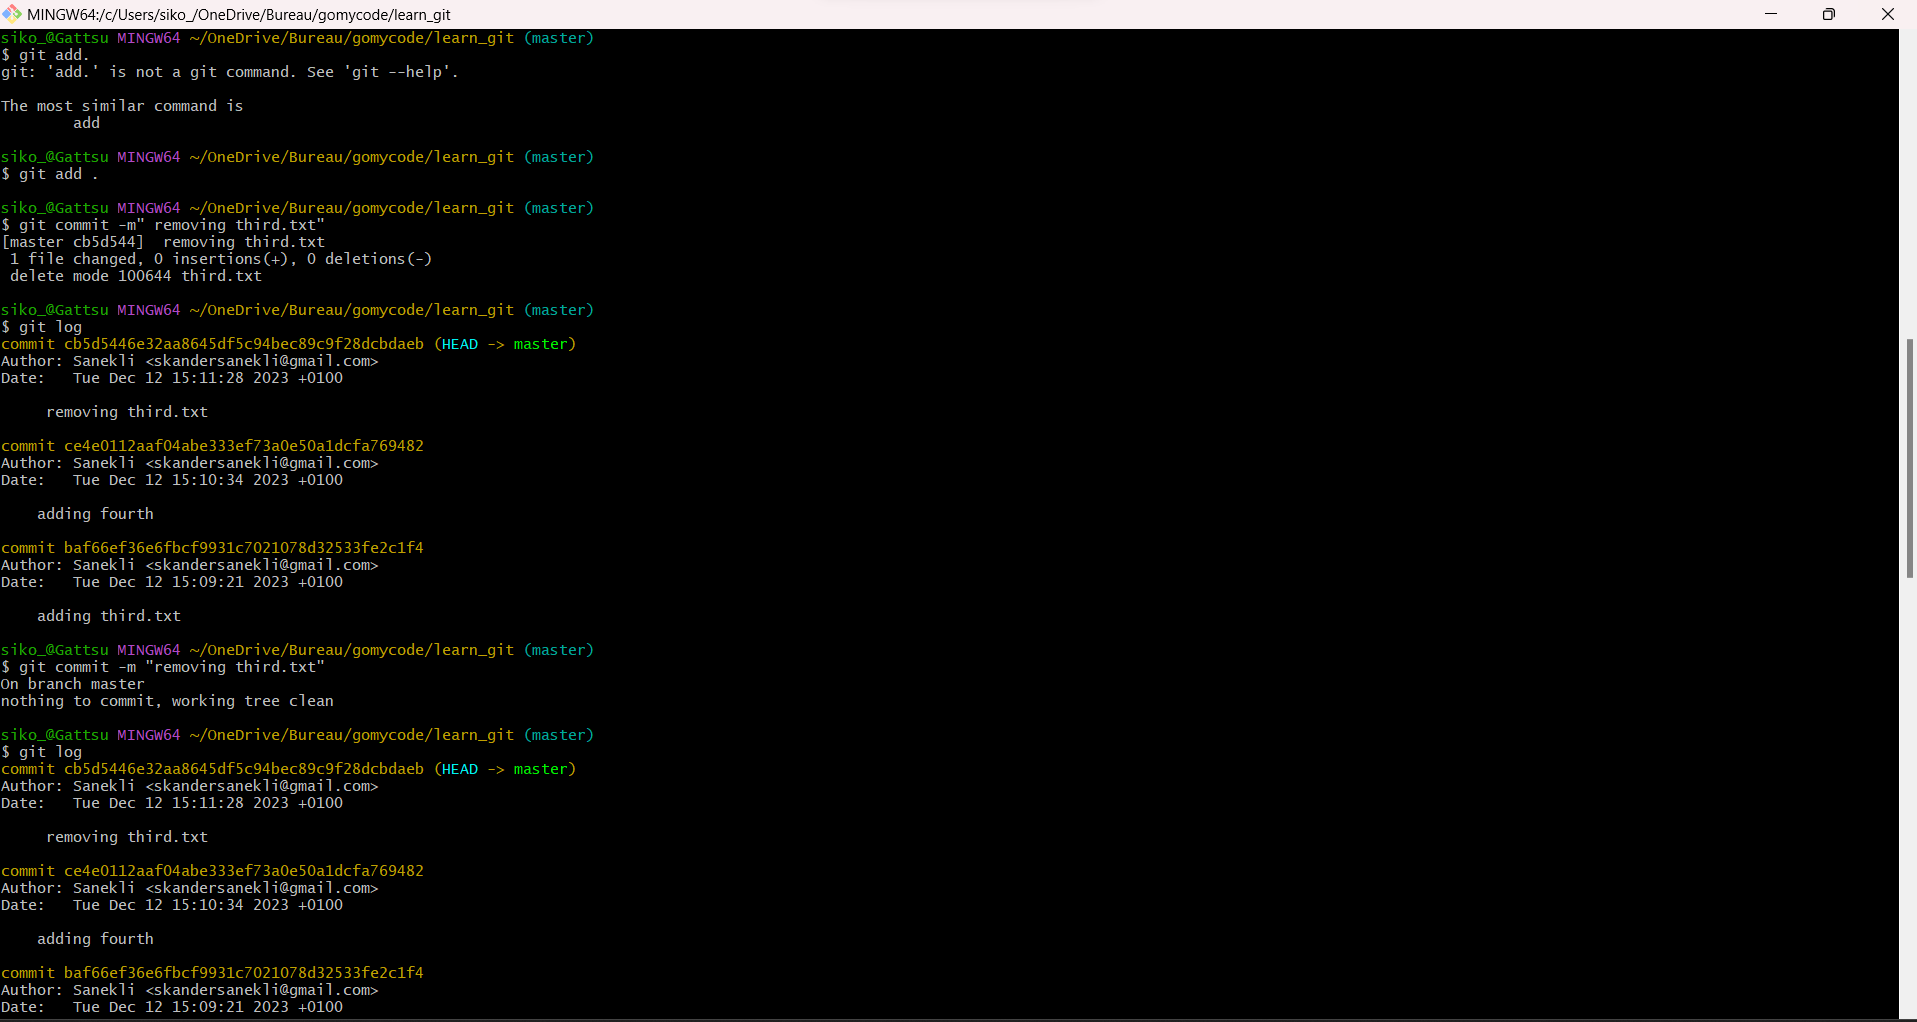 MINGW64:/c/Users/siko_/OneDrive/Bureau/gomycode/learn_git
siko_@Gattsu MINGW64 ~/OneDrive/Bureau/gomycode/learn_git (master)
$ git add.
git: 'add.' is not a git command. See 'git --help'.
The most similar command is
add
siko_@Gattsu MINGW64 ~/OneDrive/Bureau/gomycode/learn_git (master)
$ git add .
siko_@Gattsu MINGW64 ~/OneDrive/Bureau/gomycode/learn_git (master)
$ git commit -m" removing third.txt"
[master cb5d544]  removing third.txt
1 file changed, 0 insertions(+), 0 deletions(-)
delete mode 100644 third.txt
siko_@Gattsu MINGW64 ~/OneDrive/Bureau/gomycode/learn_git (master)
$ git log
commit cb5d5446e32aa8645df5c94bec89c9f28dcbdaeb (HEAD -> master)
Author: Sanekli <skandersanekli@gmail.com>
Date:   Tue Dec 12 15:11:28 2023 +0100
removing third.txt
commit ce4e0112aaf04abe333ef73a0e50a1dcfa769482
Author: Sanekli <skandersanekli@gmail.com>
Date:   Tue Dec 12 15:10:34 2023 +0100
adding fourth
commit baf66ef36e6fbcf9931c7021078d32533fe2c1f4
Author: Sanekli <skandersanekli@gmail.com>
Date:   Tue Dec 12 15:09:21 2023 +0100
adding third.txt
siko_@Gattsu MINGW64 ~/OneDrive/Bureau/gomycode/learn_git (master)
$ git commit -m "removing third.txt"
On branch master
nothing to commit, working tree clean
siko_@Gattsu MINGW64 ~/OneDrive/Bureau/gomycode/learn_git (master)
$ git log
commit cb5d5446e32aa8645df5c94bec89c9f28dcbdaeb (HEAD -> master)
Author: Sanekli <skandersanekli@gmail.com>
Date:   Tue Dec 12 15:11:28 2023 +0100
removing third.txt
commit ce4e0112aaf04abe333ef73a0e50a1dcfa769482
Author: Sanekli <skandersanekli@gmail.com>
Date:   Tue Dec 12 15:10:34 2023 +0100
adding fourth
commit baf66ef36e6fbcf9931c7021078d32533fe2c1f4
Author: Sanekli <skandersanekli@gmail.com>
Date:   Tue Dec 12 15:09:21 2023 +0100